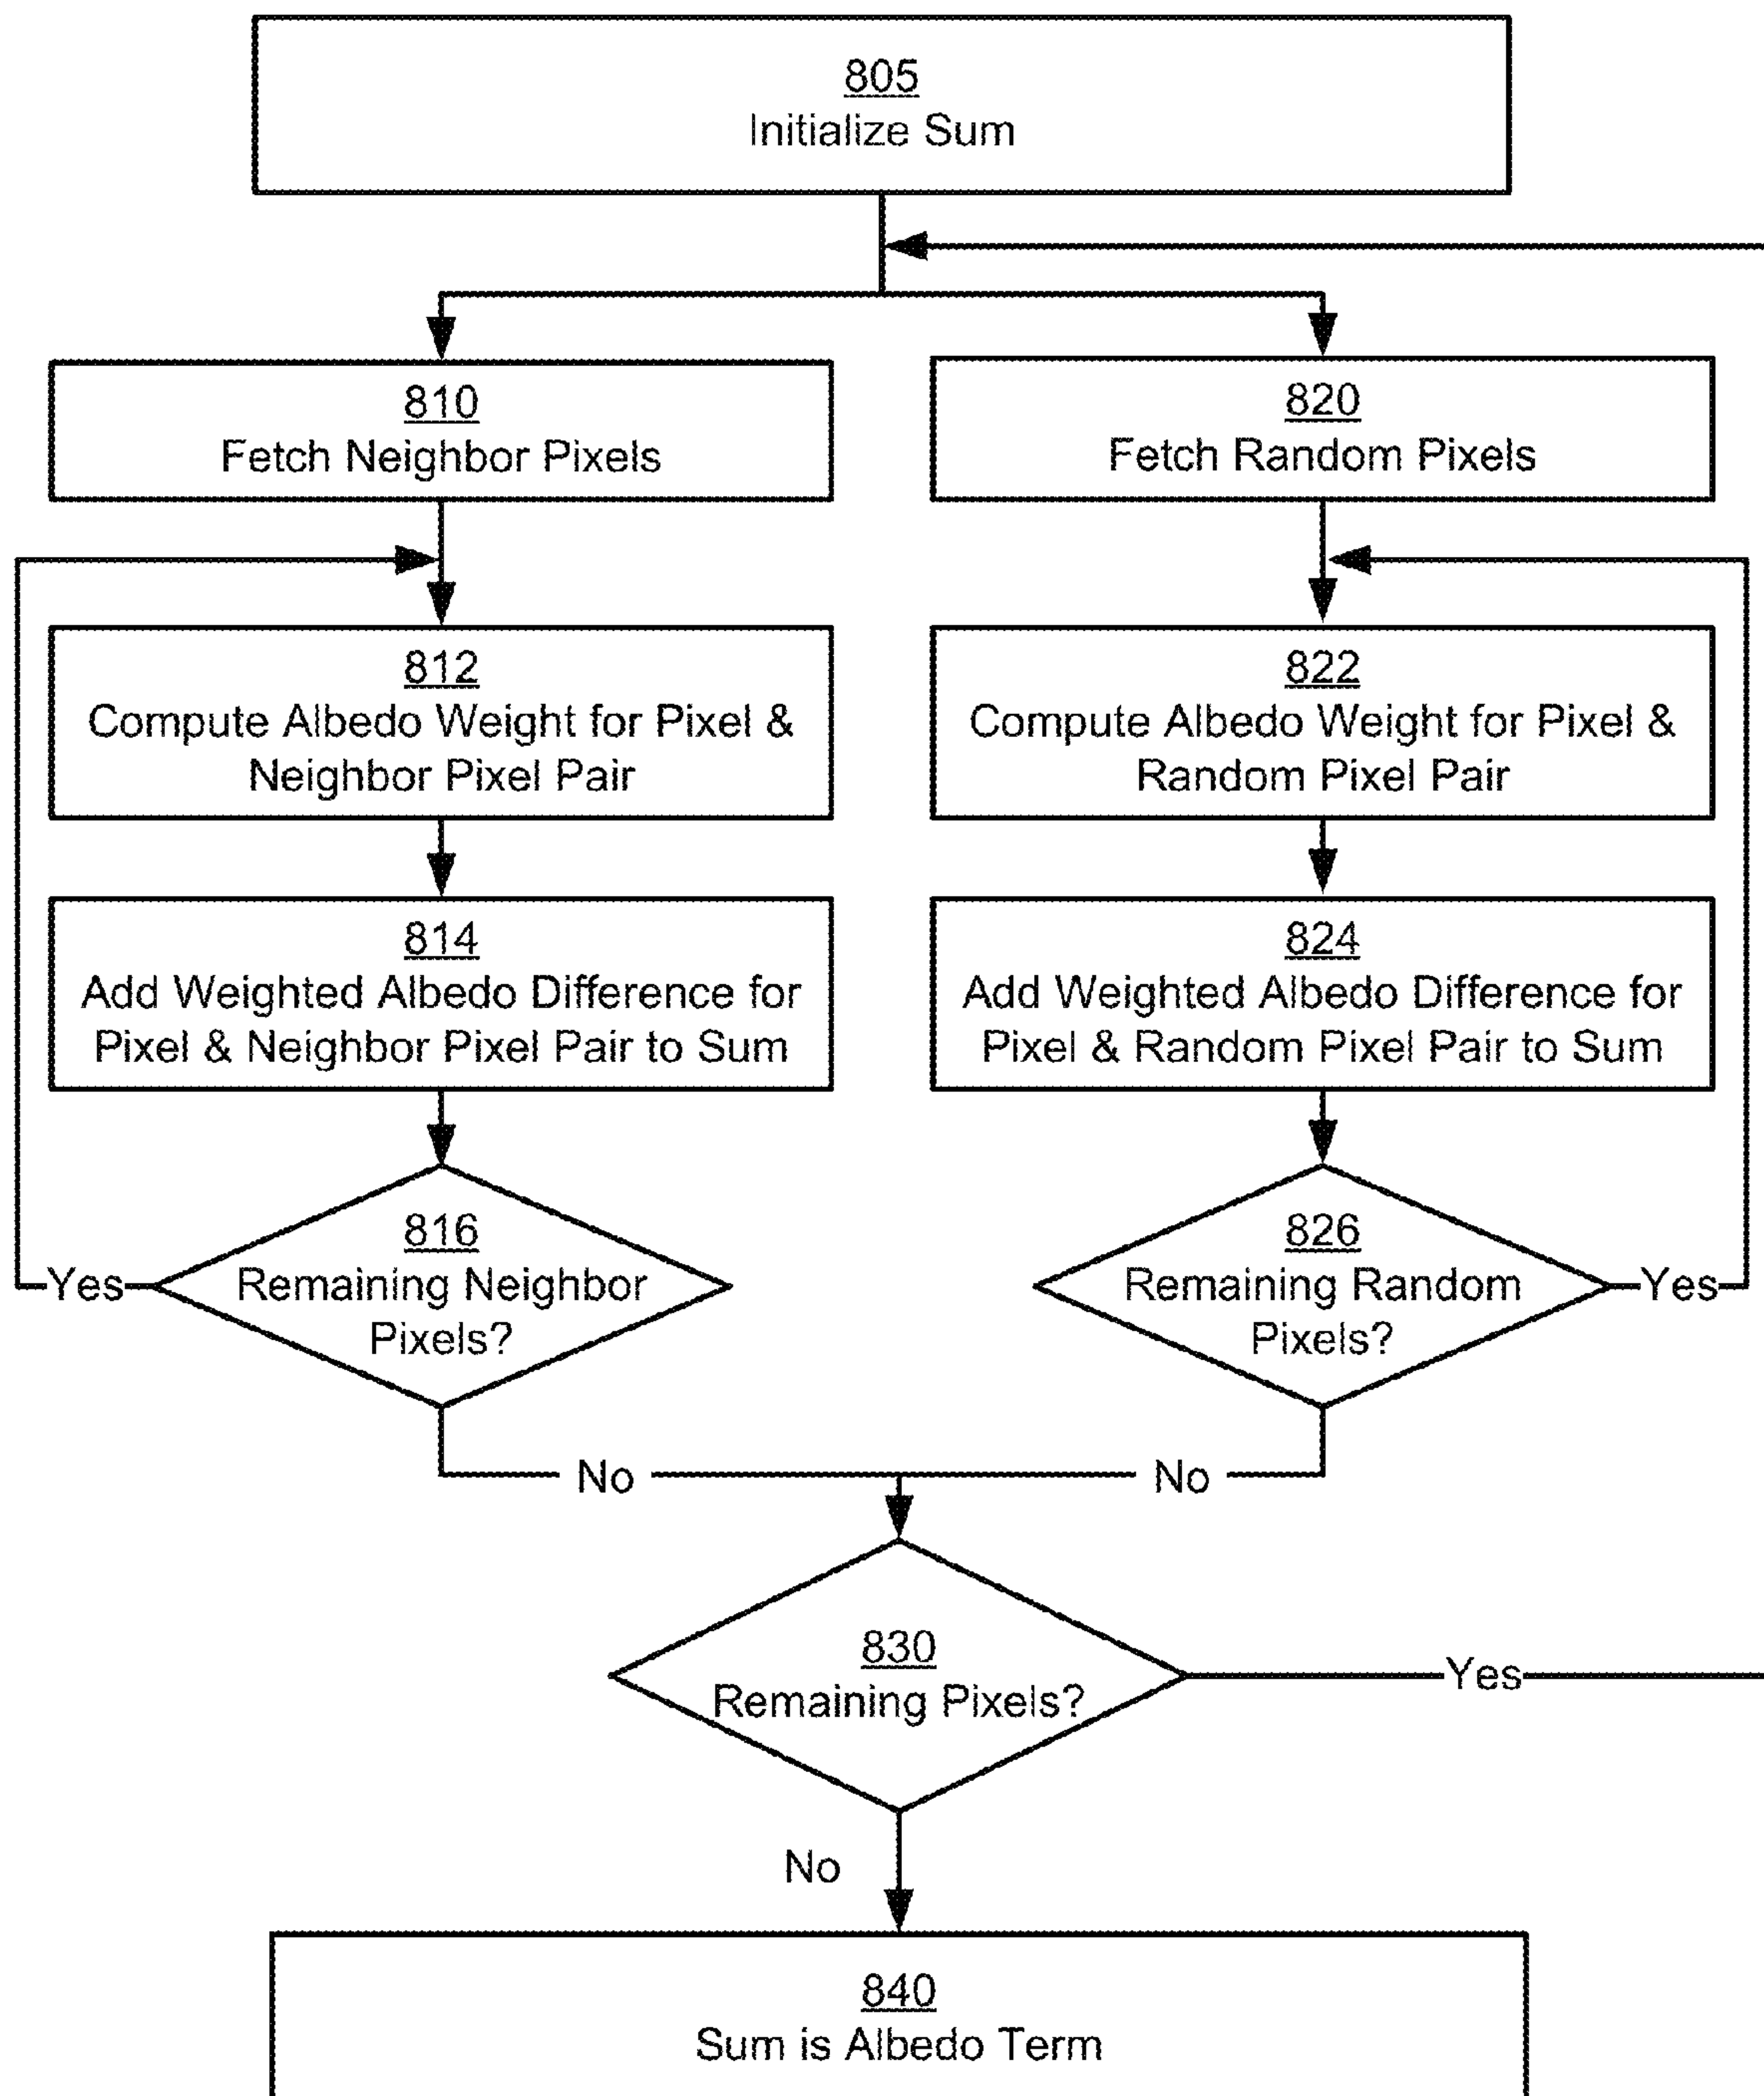 805
Initialize Sum
810
Fetch Neighbor Pixels
820
Fetch Random Pixels
812
Compute Albedo Weight for Pixel &
Neighbor Pixel Pair
822
Compute Albedo Weight for Pixel &
Random Pixel Pair
814
Add Weighted Albedo Difference for
Pixel & Neighbor Pixel Pair to Sum
824
Add Weighted Albedo Difference for
Pixel & Random Pixel Pair to Sum
816
Remaining Neighbor
Pixels?
Yes
826
Remaining Random
Pixels?
Yes
No
No
830
Remaining Pixels?
Yes
No
840
Sum is Albedo Term